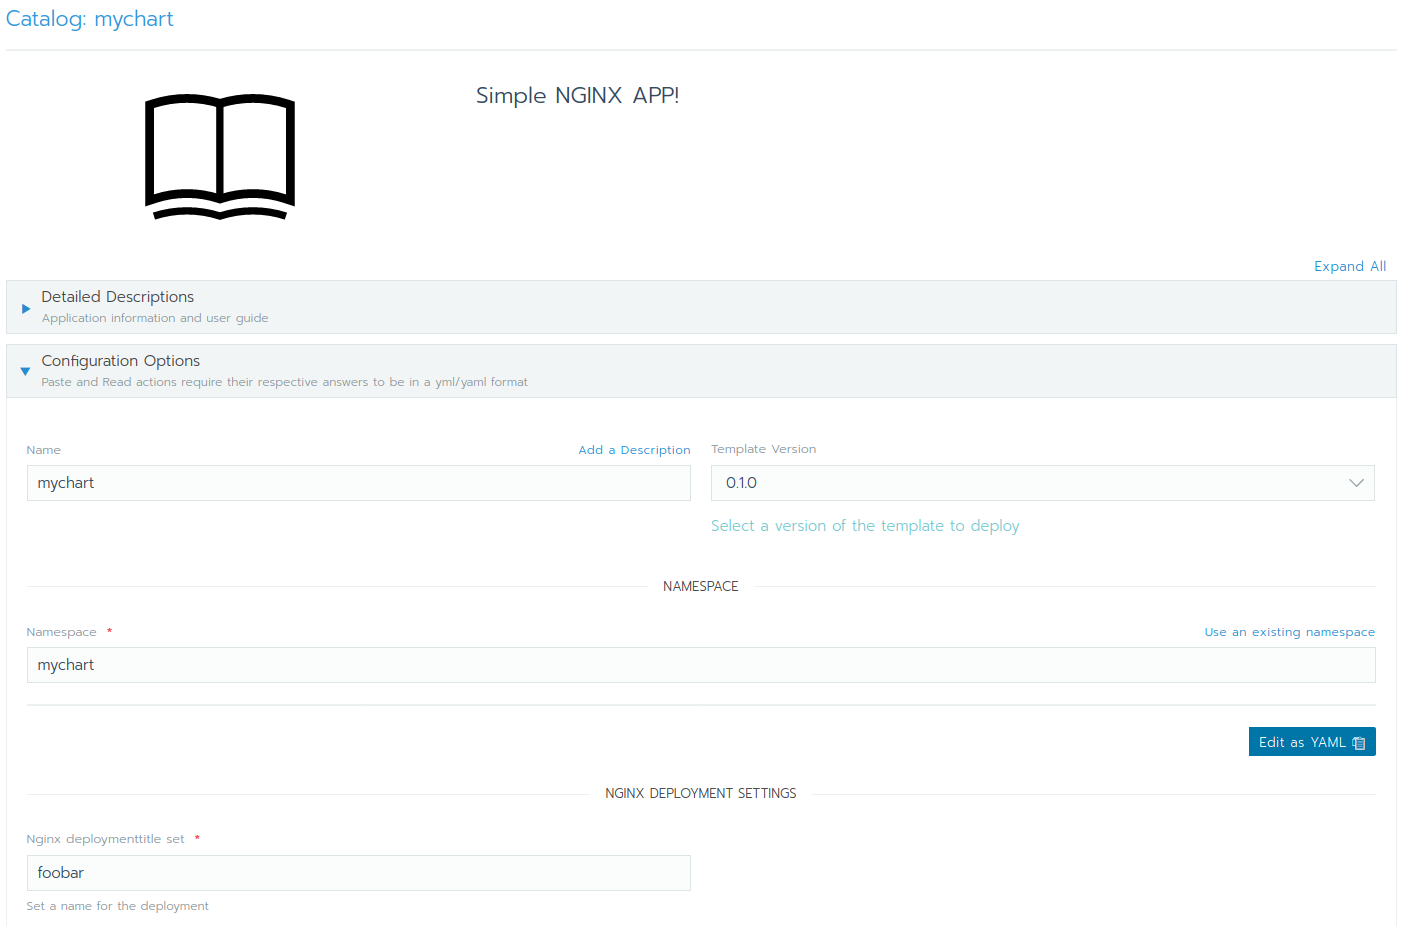 Catalog: mychart
Simple NGINX APP!
Expand All
Detailed Descriptions
Application information and user guide
Configuration Options
Paste and Read actions require their respective answers to be in a yml/yaml format
Name
Add a Description
mychart
Template Version
0.1.0
Select a version of the template to deploy
NAMESPACE
Namespace *
Use an existing namespace
mychart
Edit as YAML
NGINX DEPLOYMENT SETTINGS
Nginx deploymenttitle set *
foobar
Set a name for the deployment